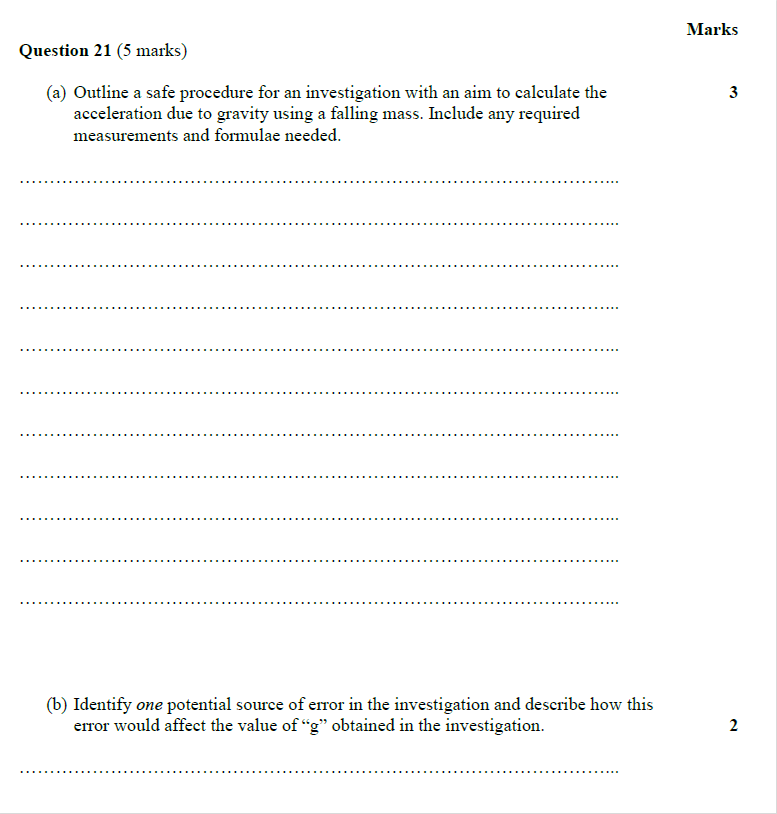 Marks
Question 21 (5 marks)
(a) Outline a safe procedure for an investigation with an aim to calculate the 3
acceleration due to gravity using a falling mass. Include any required
measurements and formulae needed.
(b) Identify one potential source of error in the investigation and describe how this
error would affect the value of “g” obtained in the investigation. 2